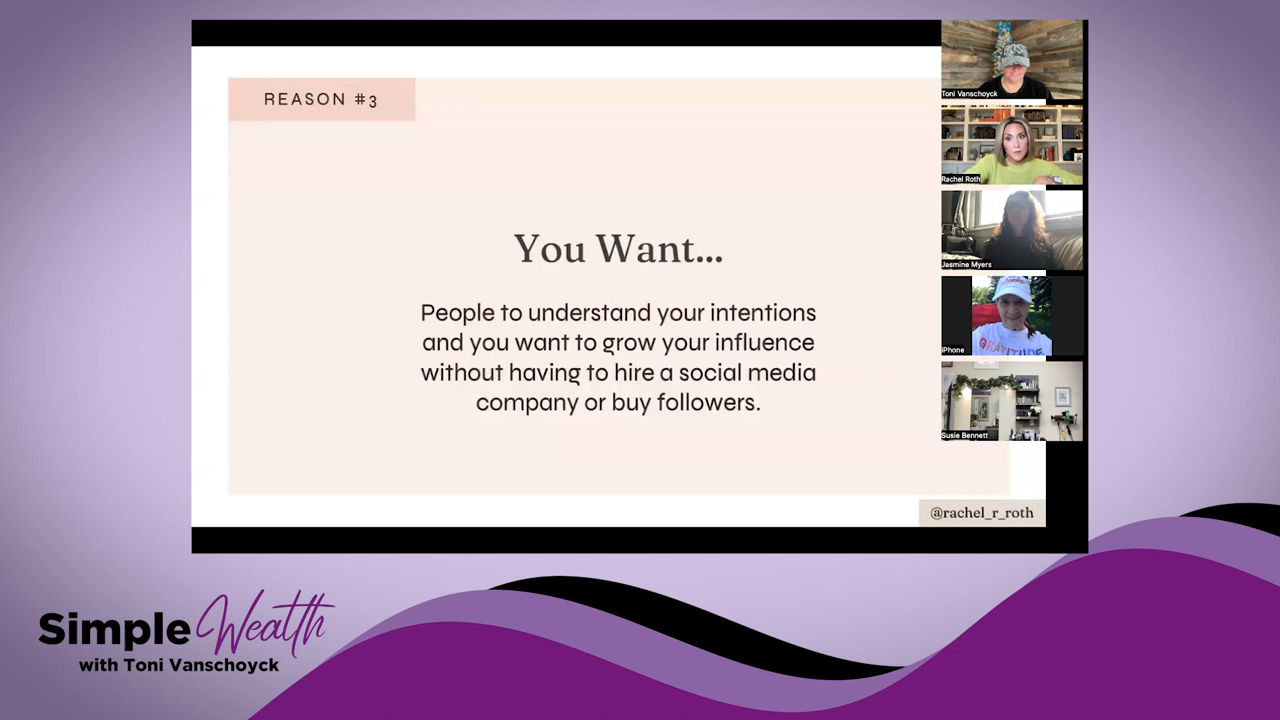 REASON #3
You Want...
People to understand your intentions
and you want to grow your influence
without having to hire a social media
company or buy followers.
@rachel_r_roth
Toni Vanschoyck
Rachel Roth
Jasmine Myers
iPhone
GRATITUDE
Susie Bennett
Simple Wealth
with Toni Vanschoyck